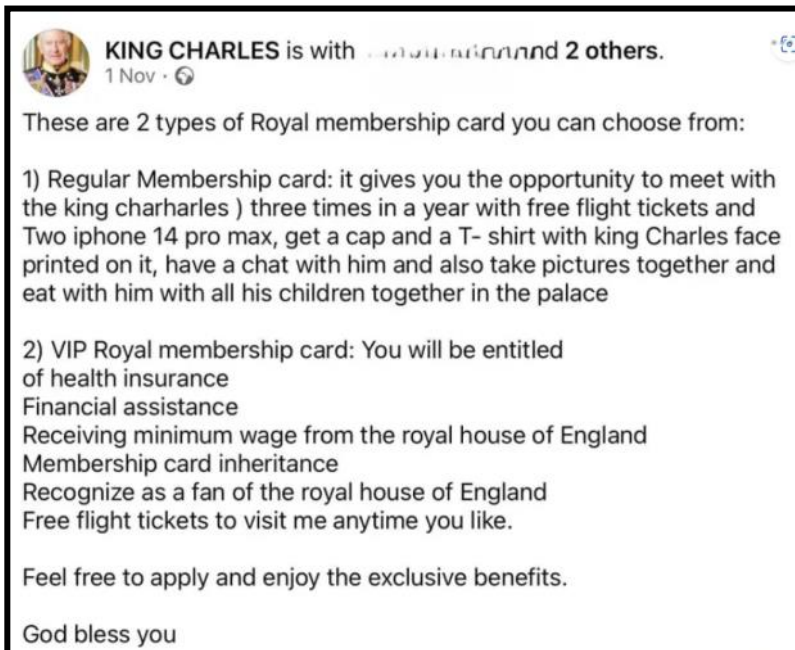 KING CHARLES is with and 2 others.
1 Nov ·
These are 2 types of Royal membership card you can choose from:
1) Regular Membership card: it gives you the opportunity to meet with
the king charharles ) three times in a year with free flight tickets and
Two iphone 14 pro max, get a cap and a T- shirt with king Charles face
printed on it, have a chat with him and also take pictures together and
eat with him with all his children together in the palace
2) VIP Royal membership card: You will be entitled
of health insurance
Financial assistance
Receiving minimum wage from the royal house of England
Membership card inheritance
Recognize as a fan of the royal house of England
Free flight tickets to visit me anytime you like.
Feel free to apply and enjoy the exclusive benefits.
God bless you